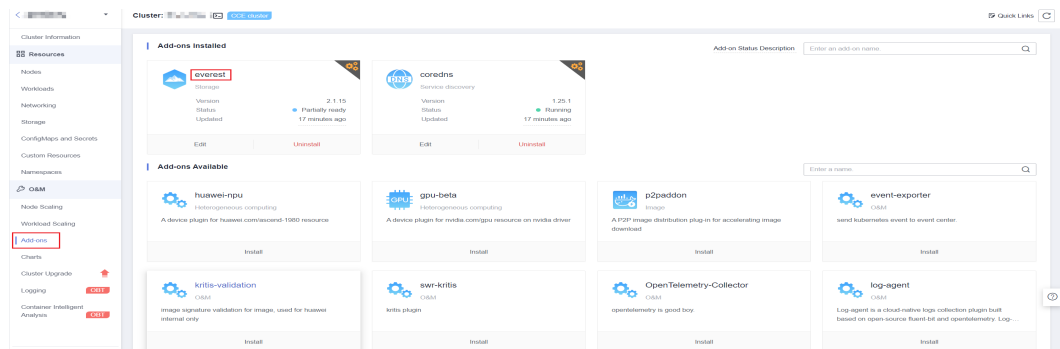 Cluster:
CCE cluster
Quick Links
Cluster Information
Resources
Nodes
Workloads
Networking
Storage
ConfigMaps and Secrets
Custom Resources
Namespaces
O&M
Node Scaling
Workload Scaling
Add-ons
Charts
Cluster Upgrade
Logging OBT
Container Intelligent
Analysis OBT
Add-ons Installed
Add-on Status Description
Enter an add-on name
everest
Storage
Version 2.1.15
Status Partially ready
Updated 17 minutes ago
Edit Uninstall
DNS
coredns
Service discovery
Version 1.25.1
Status Running
Updated 17 minutes ago
Edit Uninstall
Add-ons Available
Enter a name.
huawei-npu
Heterogeneous computing
A device plugin for huawei.com/ascend-1980 resource
Install
GPU
gpu-beta
Heterogeneous computing
A device plugin for nvidia.com/gpu resource on nvidia driver
Install
p2paddon
Image
A P2P image distribution plug-in for accelerating image
download
Install
event-exporter
O&M
send kubernetes event to event center.
Install
kritis-validation
O&M
image signature validation for image, used for huawei
internal only
Install
swr-kritis
O&M
kritis-plugin
Install
OpenTelemetry-Collector
O&M
opentelemetry is good boy.
Install
log-agent
O&M
Log-agent is a cloud-native logs collection plugin built
based on open-source fluent-bit and opentelemetry. Log-...
Install